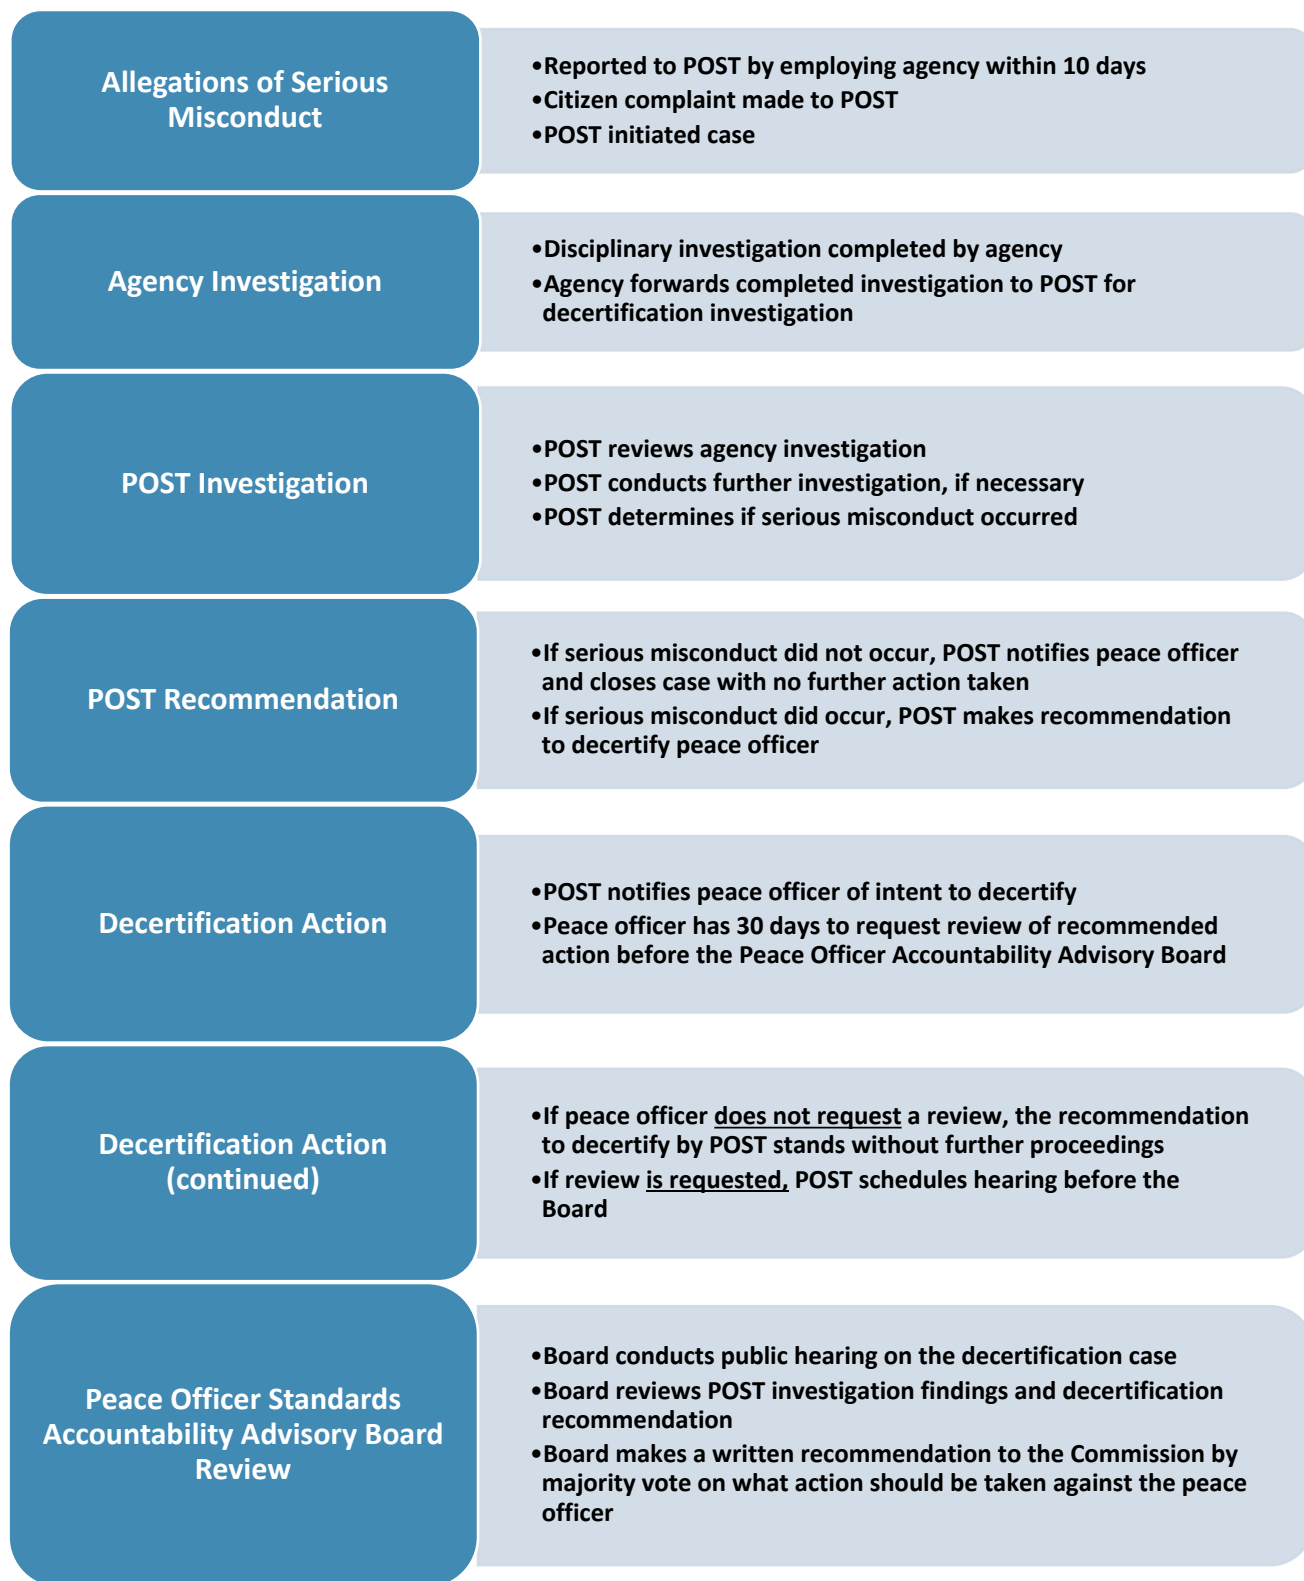 Allegations of Serious
Misconduct
•Reported to POST by employing agency within 10 days
•Citizen complaint made to POST
•POST initiated case
Agency Investigation
•Disciplinary investigation completed by agency
•Agency forwards completed investigation to POST for
decertification investigation
POST Investigation
•POST reviews agency investigation
•POST conducts further investigation, if necessary
•POST determines if serious misconduct occurred
POST Recommendation
•If serious misconduct did not occur, POST notifies peace officer
and closes case with no further action taken
•If serious misconduct did occur, POST makes recommendation
to decertify peace officer
Decertification Action
•POST notifies peace officer of intent to decertify
•Peace officer has 30 days to request review of recommended
action before the Peace Officer Accountability Advisory Board
Decertification Action
(continued)
•If peace officer does not request a review, the recommendation
to decertify by POST stands without further proceedings
•If review is requested, POST schedules hearing before the
Board
Peace Officer Standards
Accountability Advisory Board
Review
•Board conducts public hearing on the decertification case
•Board reviews POST investigation findings and decertification
recommendation
•Board makes a written recommendation to the Commission by
majority vote on what action should be taken against the peace
officer